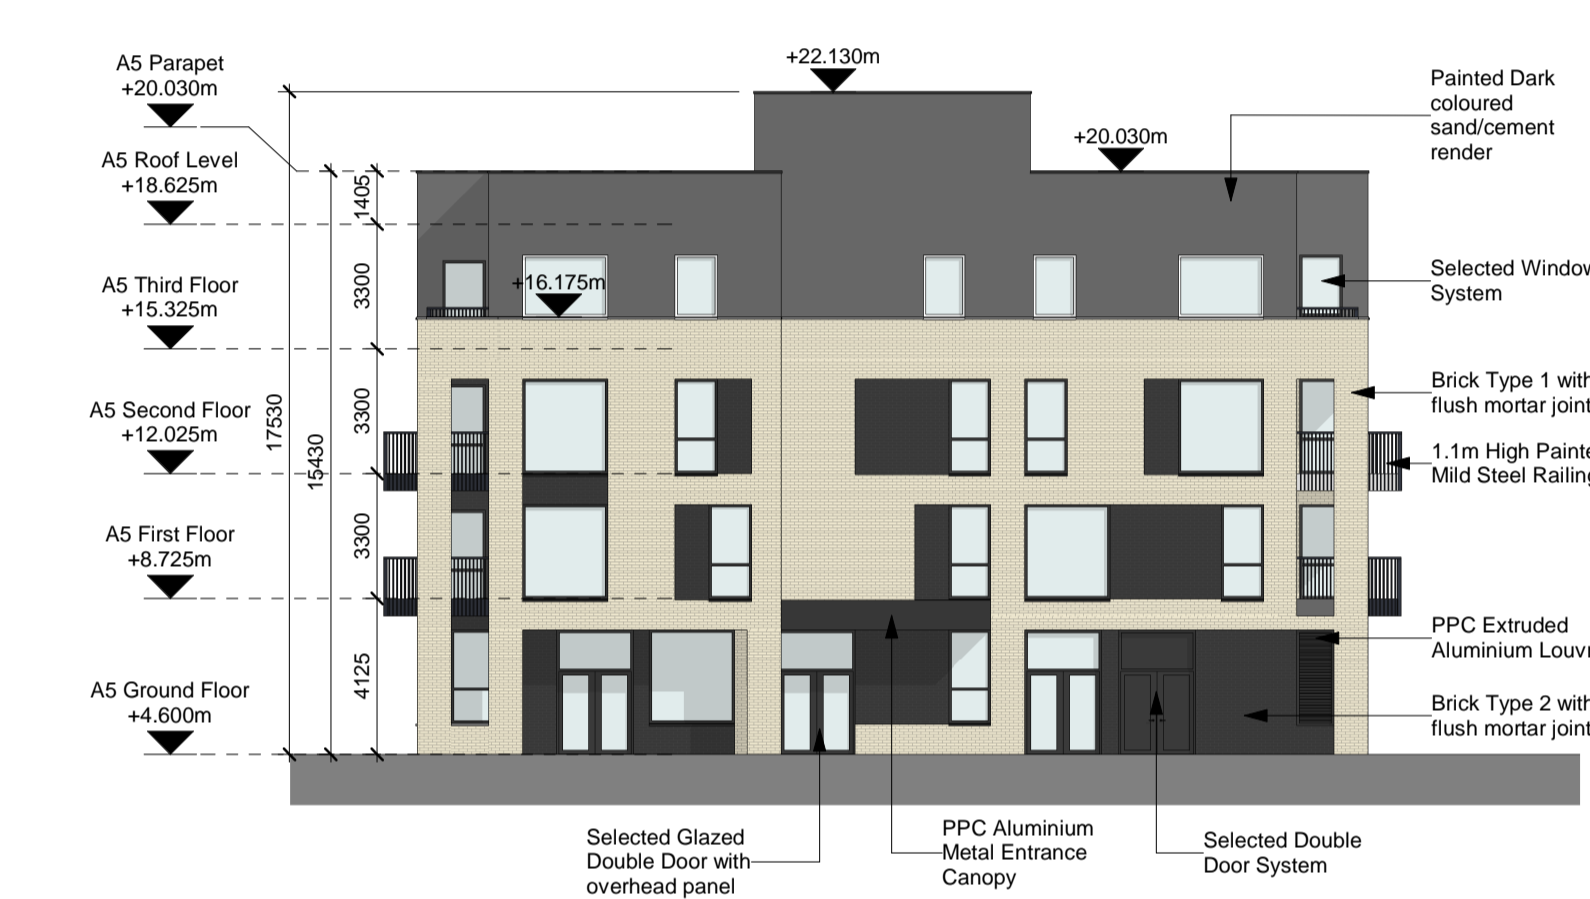 A5 Parapet
+20.030m
A5 Roof Level
+18.625m
A5 Third Floor
+15.325m
A5 Second Floor
+12.025m
A5 First Floor
+8.725m
A5 Ground Floor
+4.600m
17530
15430
1405
3300
3300
3300
4125
+22.130m
+20.030m
+16.175m
Painted Dark
coloured
sand/cement
render
Selected Window
System
Brick Type 1 with
flush mortar joint
1.1m High Painte
Mild Steel Railing
PPC Extruded
Aluminium Louvr
Brick Type 2 with
flush mortar joint
Selected Glazed
Double Door with
overhead panel
PPC Aluminium
Metal Entrance
Canopy
Selected Double
Door System